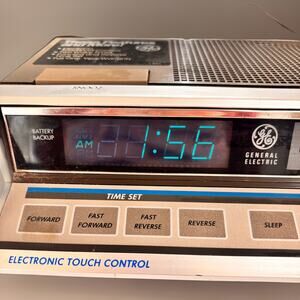 SNOOZ
BATTERY
BACKUP
AM
1:56
GE
GENERAL
ELECTRIC
TIME SET
FORWARD
FAST
FORWARD
FAST
REVERSE
REVERSE
SLEEP
ELECTRONIC TOUCH CONTROL